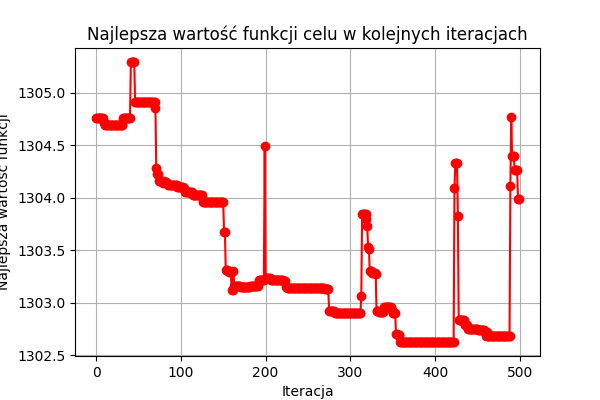 Najlepsza wartość funkcji celu w kolejnych iteracjach
Najlepsza wartość funkcji
1305.0
1304.5
1304.0
1303.5
1303.0
1302.5
0 100 200 300 400 500
Iteracja